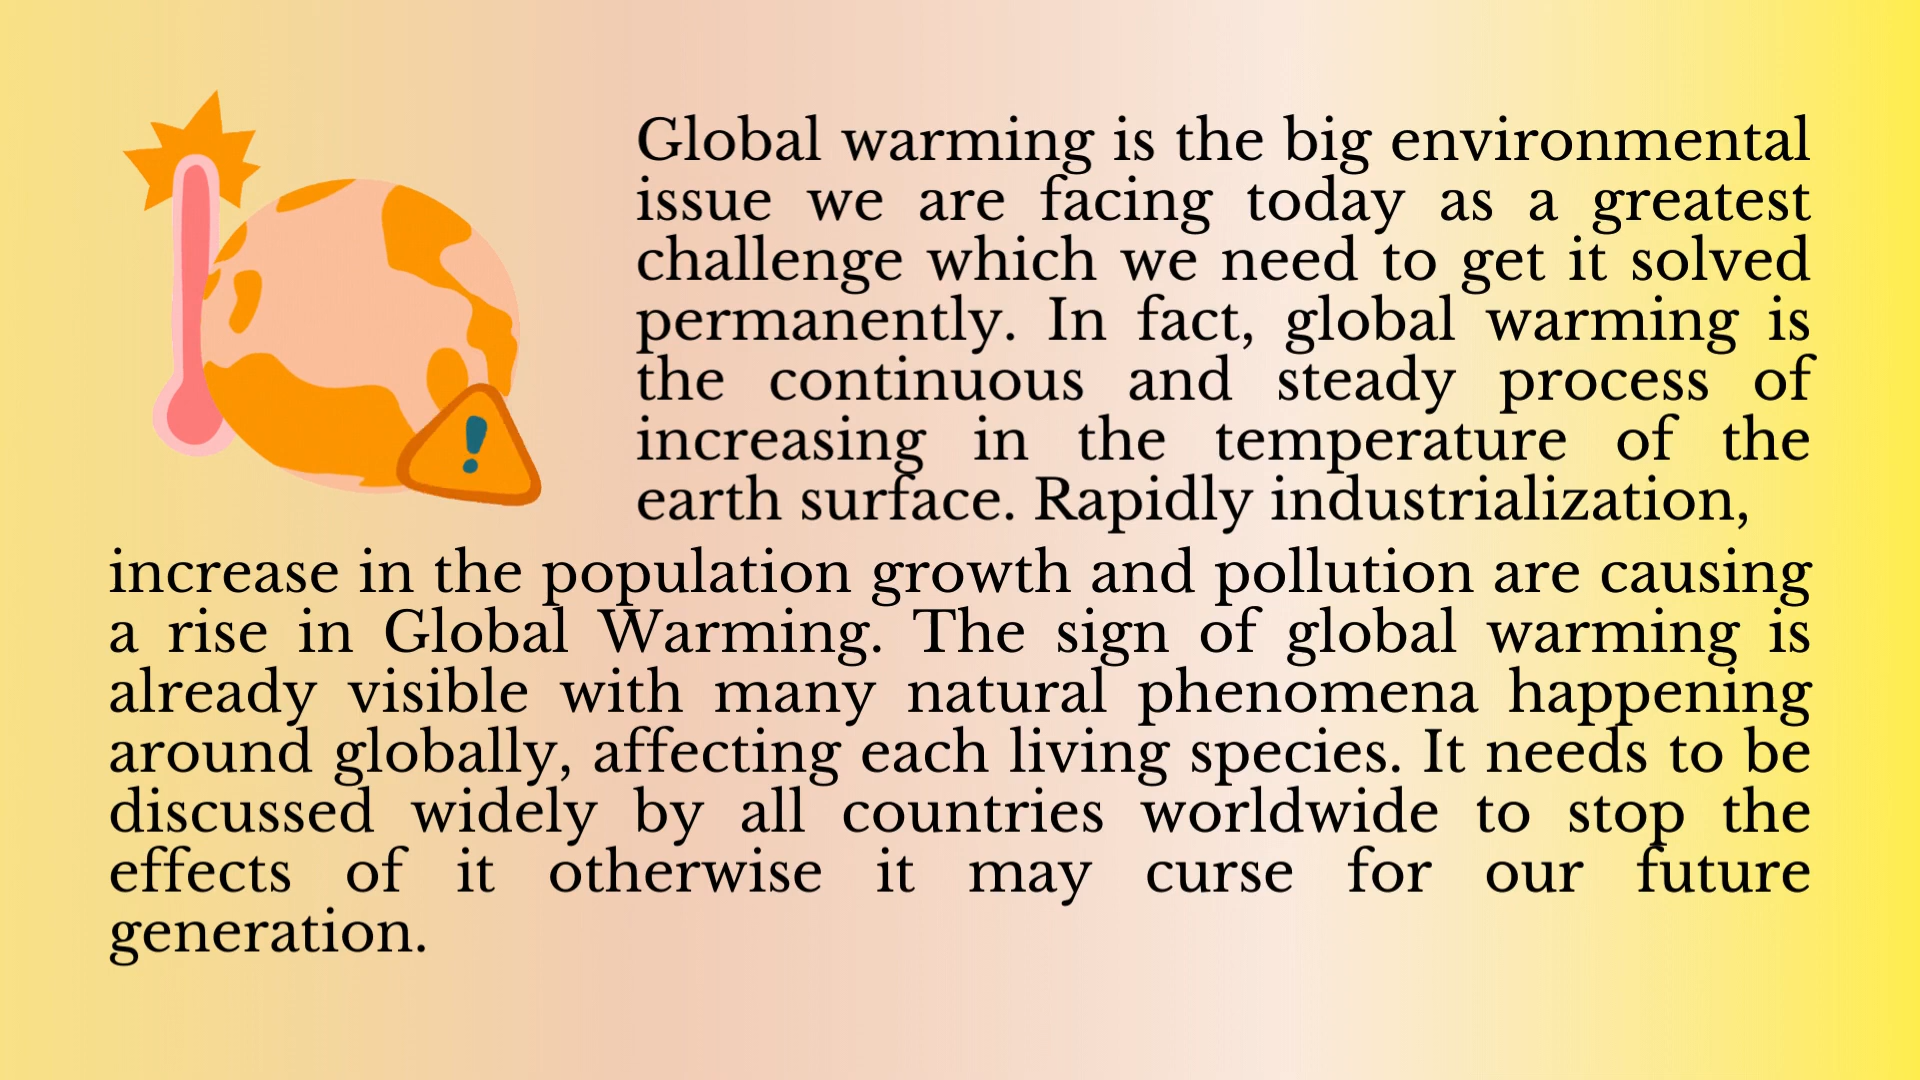 Global warming is the big environmental
issue we are facing today as a greatest
challenge which we need to get it solved
permanently. In fact, global warming is
the continuous and steady process of
increasing in the temperature of the
earth surface. Rapidly industrialization,
increase in the population growth and pollution are causing
a rise in Global Warming. The sign of global warming is
already visible with many natural phenomena happening
around globally, affecting each living species. It needs to be
discussed widely by all countries worldwide to stop the
effects of it otherwise it may curse for our future
generation.